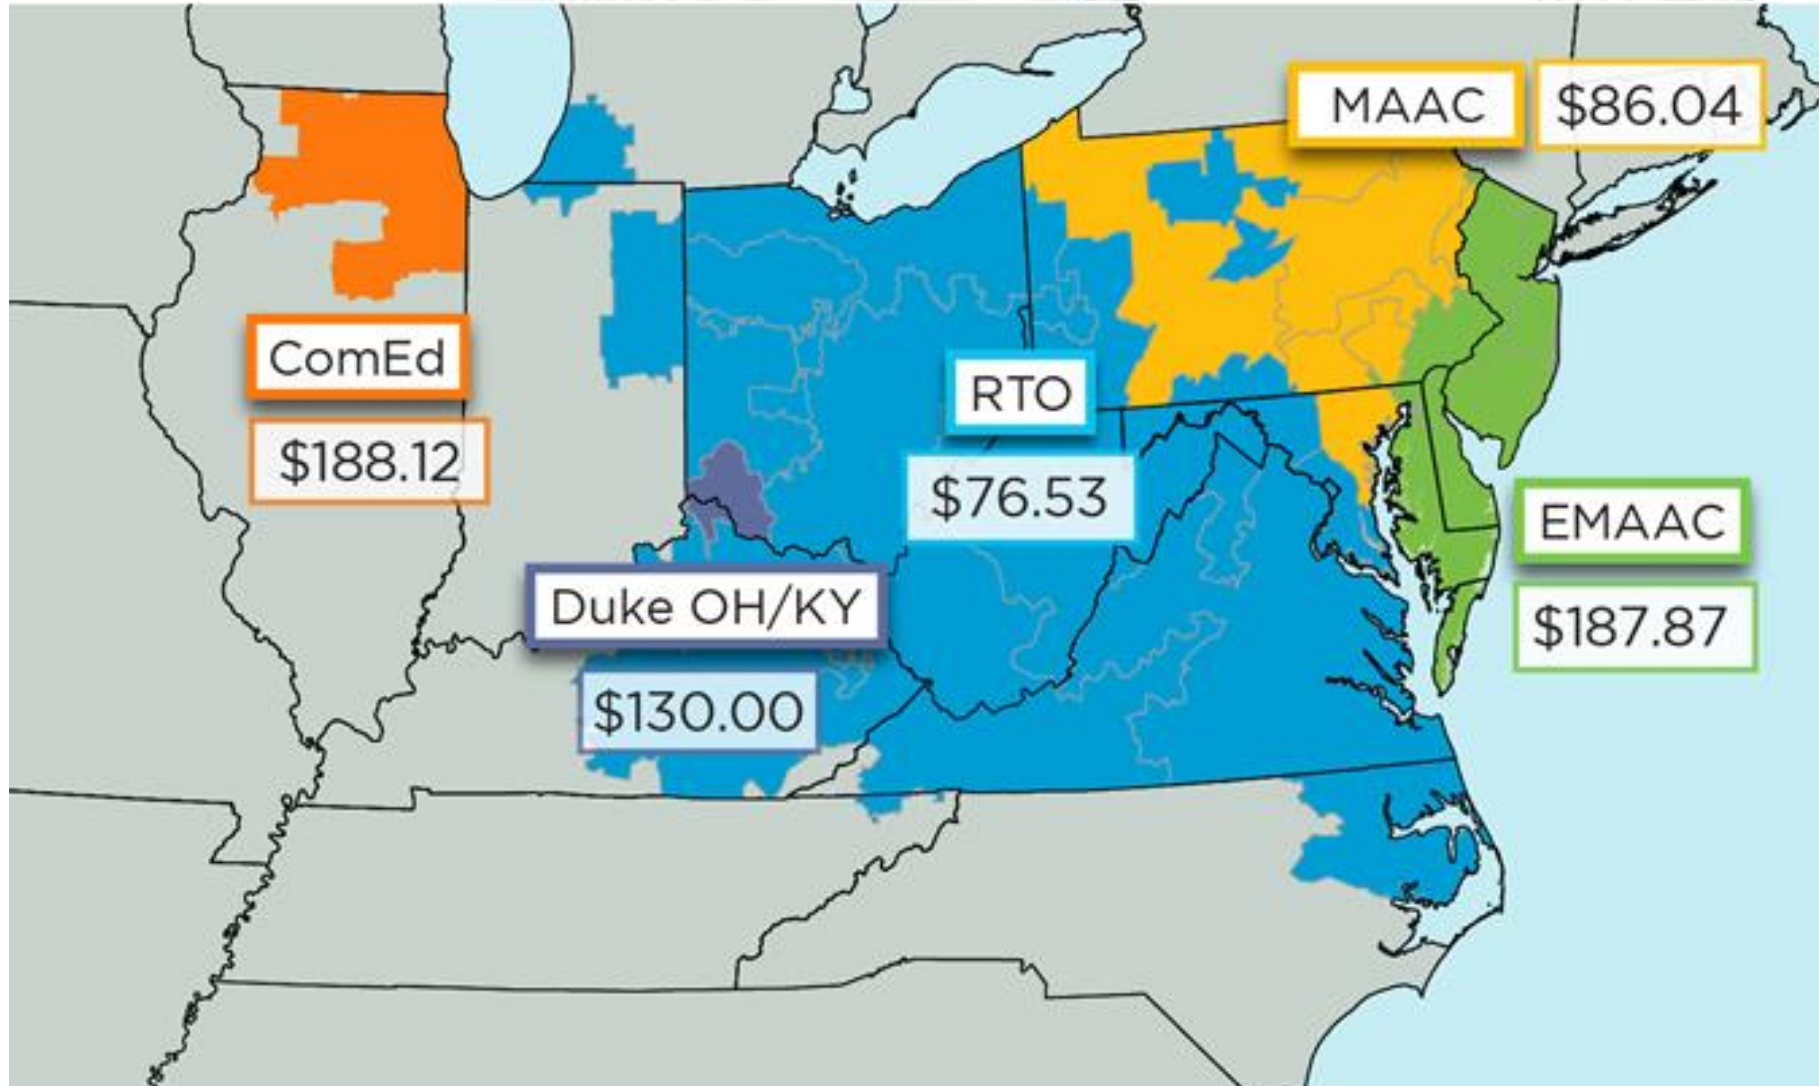 MAAC
$86.04
ComEd
$188.12
RTO
$76.53
EMAAC
$187.87
Duke OH/KY
$130.00